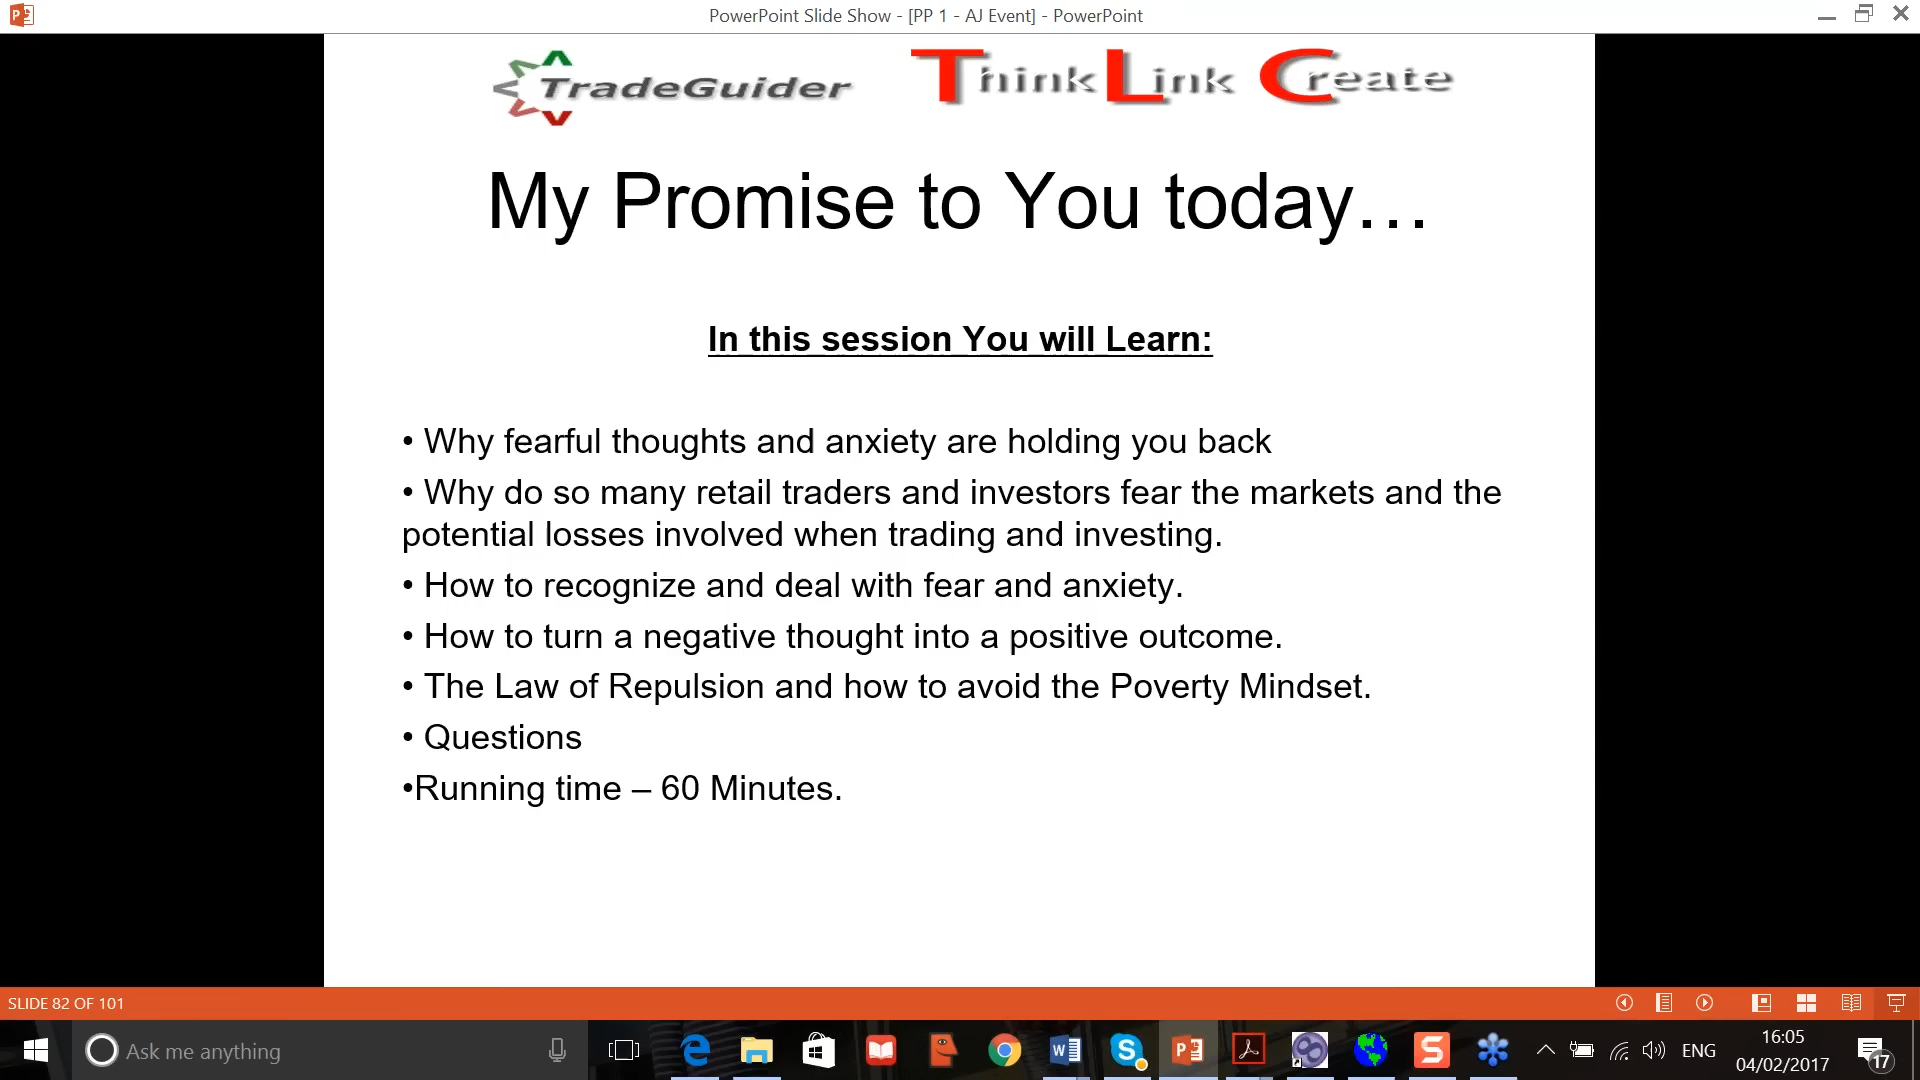 PowerPoint Slide Show - [PP 1 - AJ Event] - PowerPoint
TradeGuider
Think Link Create
My Promise to You today…
In this session You will Learn:
• Why fearful thoughts and anxiety are holding you back
• Why do so many retail traders and investors fear the markets and the
potential losses involved when trading and investing.
• How to recognize and deal with fear and anxiety.
• How to turn a negative thought into a positive outcome.
• The Law of Repulsion and how to avoid the Poverty Mindset.
• Questions
•Running time – 60 Minutes.
SLIDE 82 OF 101
Ask me anything
ENG
16:05
04/02/2017
17